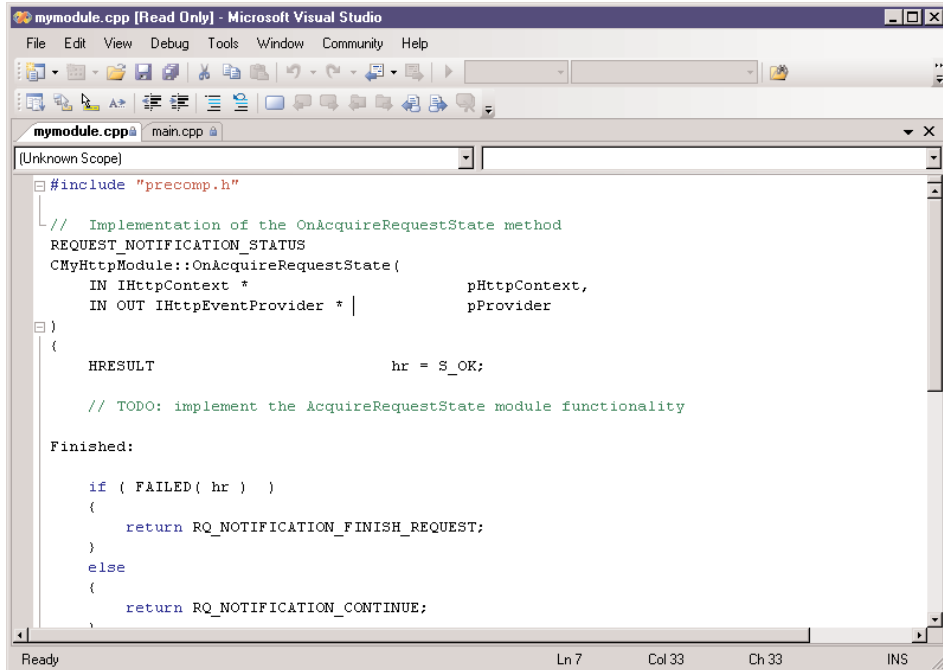 mymodule.cpp [Read Only] - Microsoft Visual Studio
File Edit View Debug Tools Window Community Help
mymodule.cpp main.cpp
(Unknown Scope)
#include "precomp.h"
//  Implementation of the OnAcquireRequestState method
REQUEST_NOTIFICATION_STATUS
CMyHttpModule::OnAcquireRequestState(
    IN IHttpContext *                       pHttpContext,
    IN OUT IHttpEventProvider *             pProvider
)
{
    HRESULT                         hr = S_OK;
    // TODO: implement the AcquireRequestState module functionality
Finished:
    if ( FAILED( hr )  )
    {
        return RQ_NOTIFICATION_FINISH_REQUEST;
    }
    else
    {
        return RQ_NOTIFICATION_CONTINUE;
Ready Ln 7 Col 33 Ch 33 INS